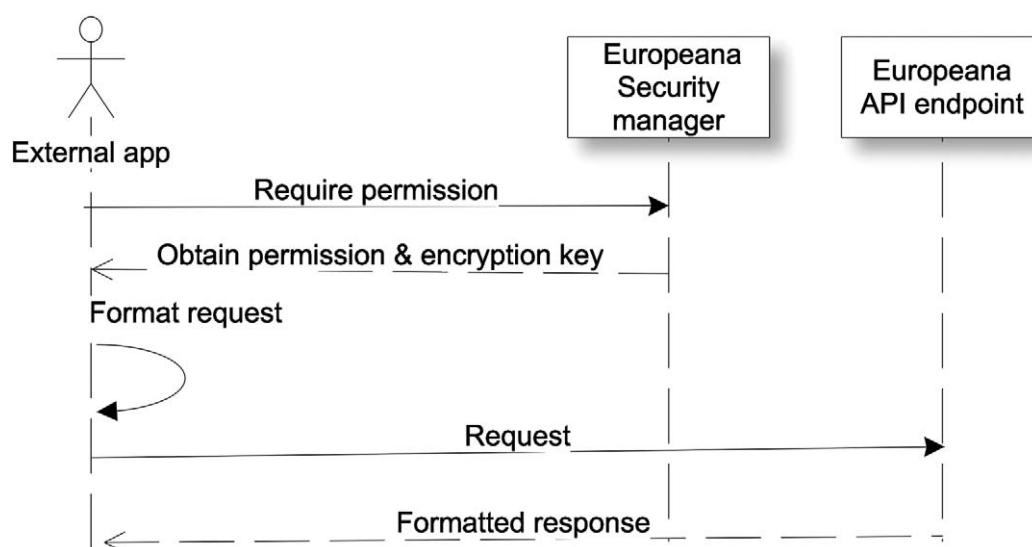 External app
Europeana
Security
manager
Europeana
API endpoint
Require permission
Obtain permission & encryption key
Format request
Request
Formatted response